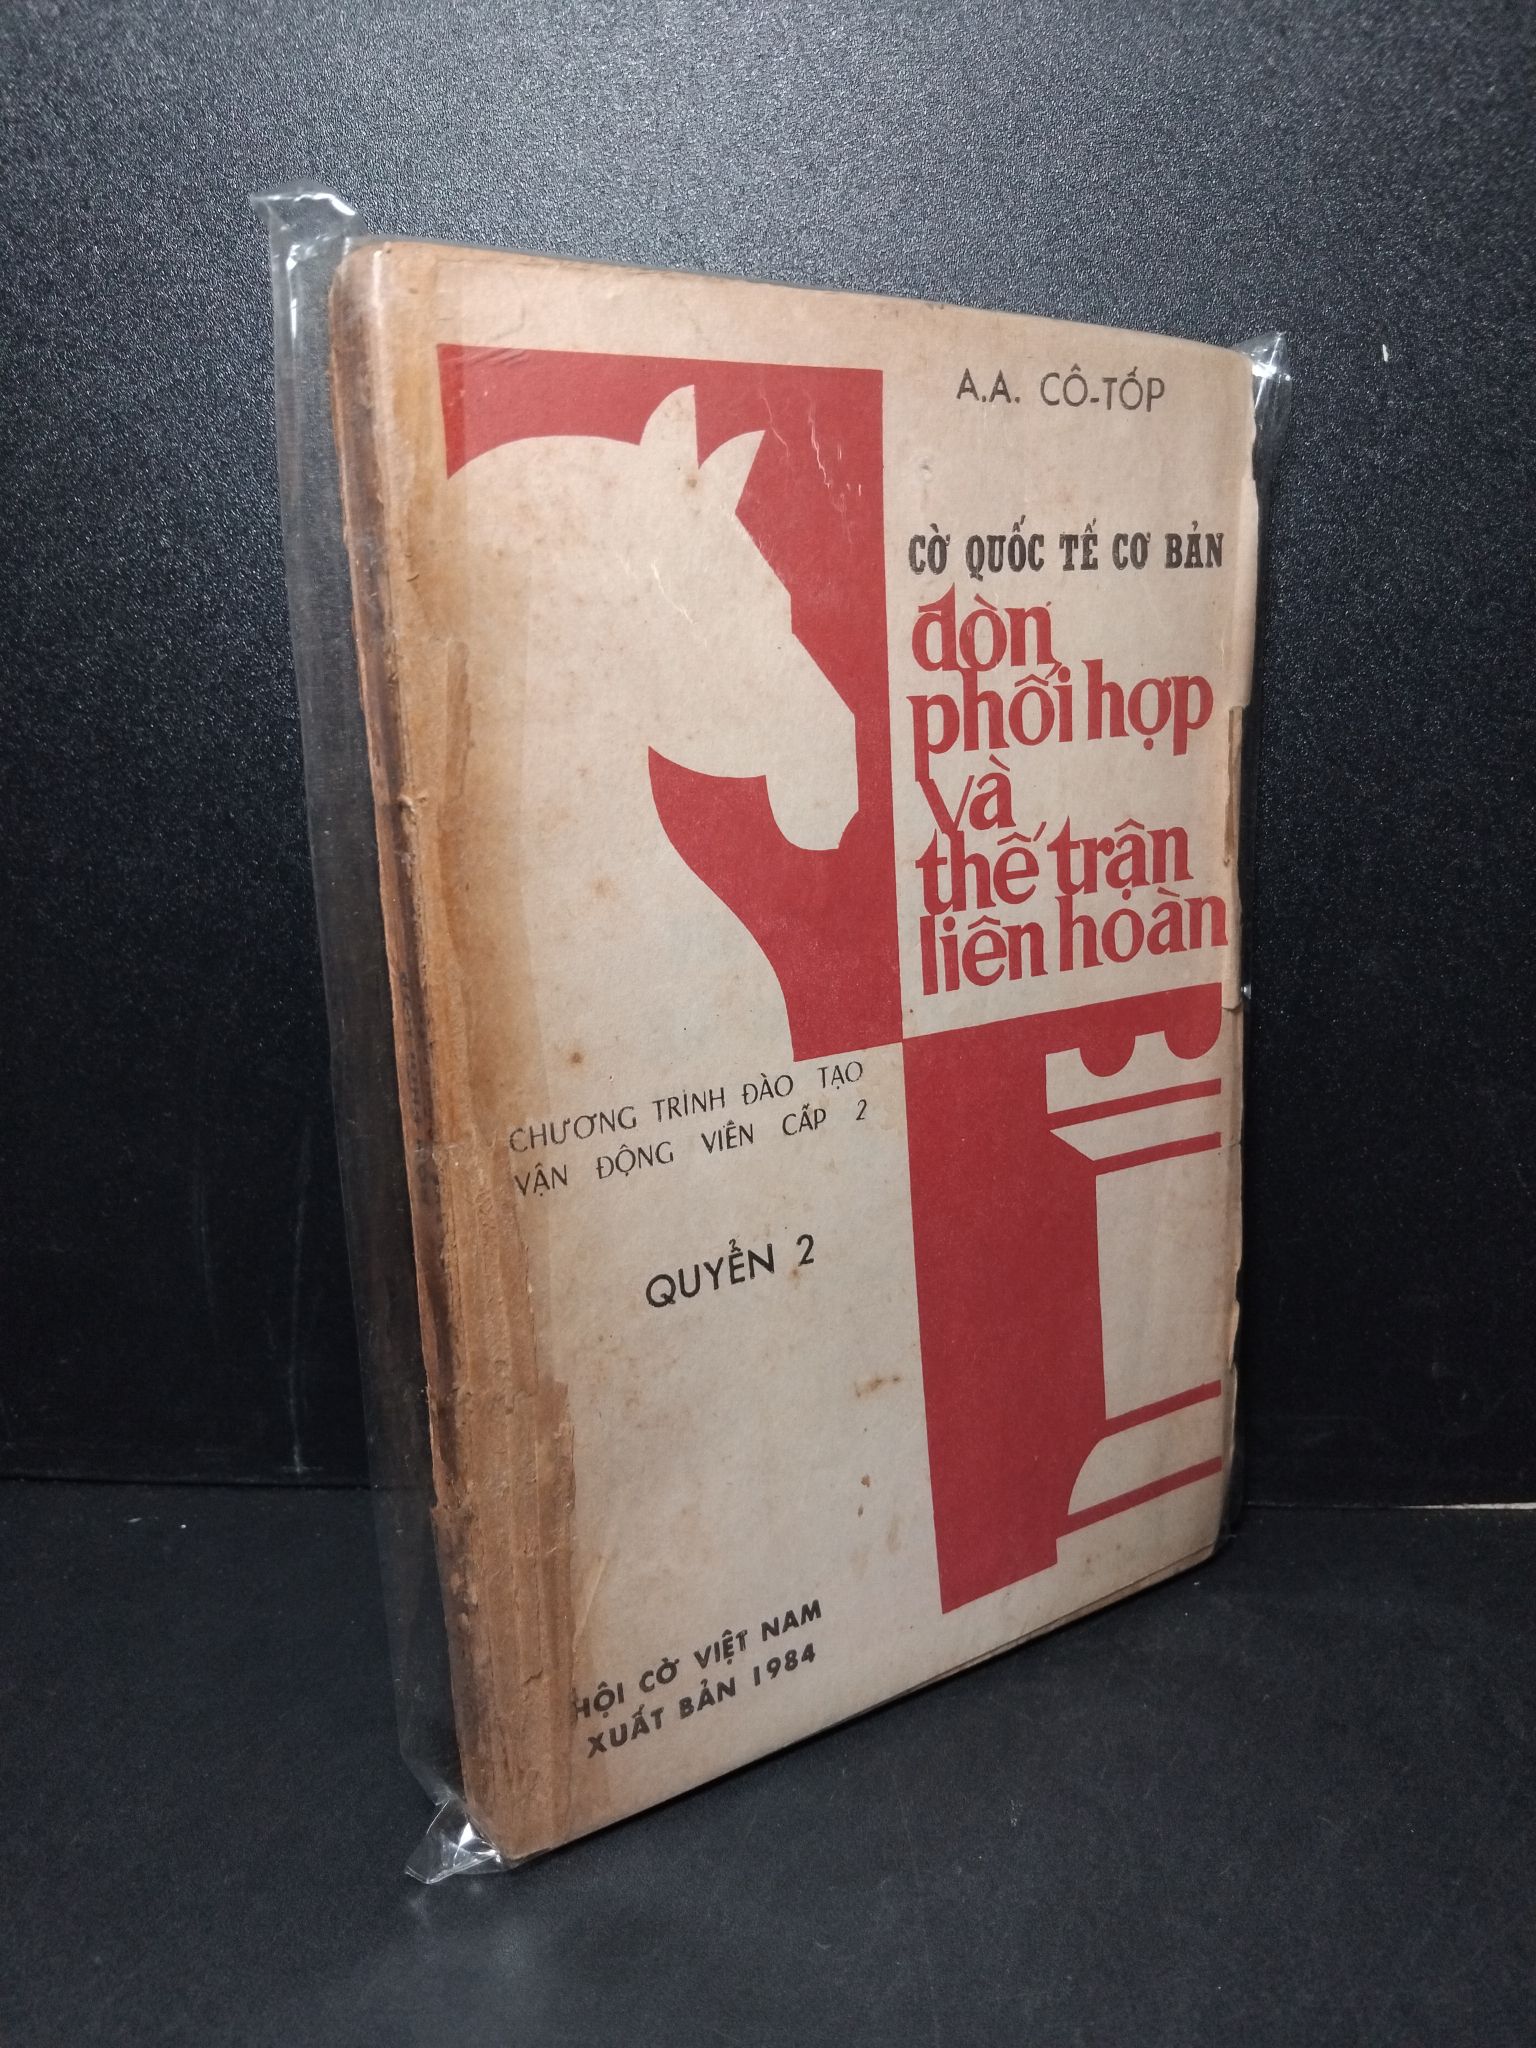 A.A. CÔ-TỐP
CỜ QUỐC TẾ CƠ BẢN
đòn
phối hợp
và
thế trận
liên hoàn
CHƯƠNG TRÌNH ĐÀO TẠO
VẬN ĐỘNG VIÊN CẤP 2
QUYỂN 2
HỘI CỜ VIỆT NAM
XUẤT BẢN 1984